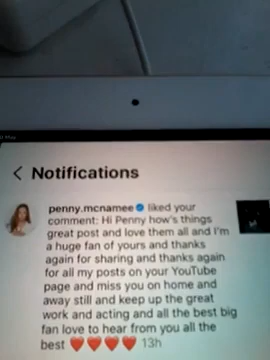 Notifications
penny.mcnamee liked your
comment: Hi Penny how's things
great post and love them all and I'm
a huge fan of yours and thanks
again for sharing and thanks again
for all my posts on your YouTube
page and miss you on home and
away still and keep up the great
work and acting and all the best big
fan love to hear from you all the
best ❤️❤️❤️❤️ 13h